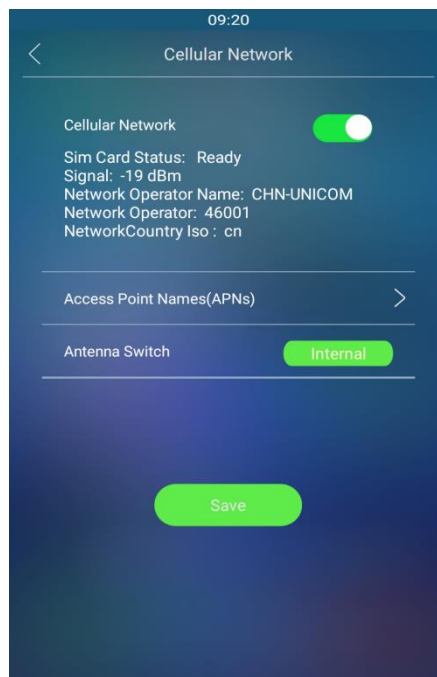 09:20
Cellular Network
Cellular Network
Sim Card Status: Ready
Signal: -19 dBm
Network Operator Name: CHN-UNICOM
Network Operator: 46001
NetworkCountry Iso : cn
Access Point Names(APNs)
Antenna Switch Internal
Save